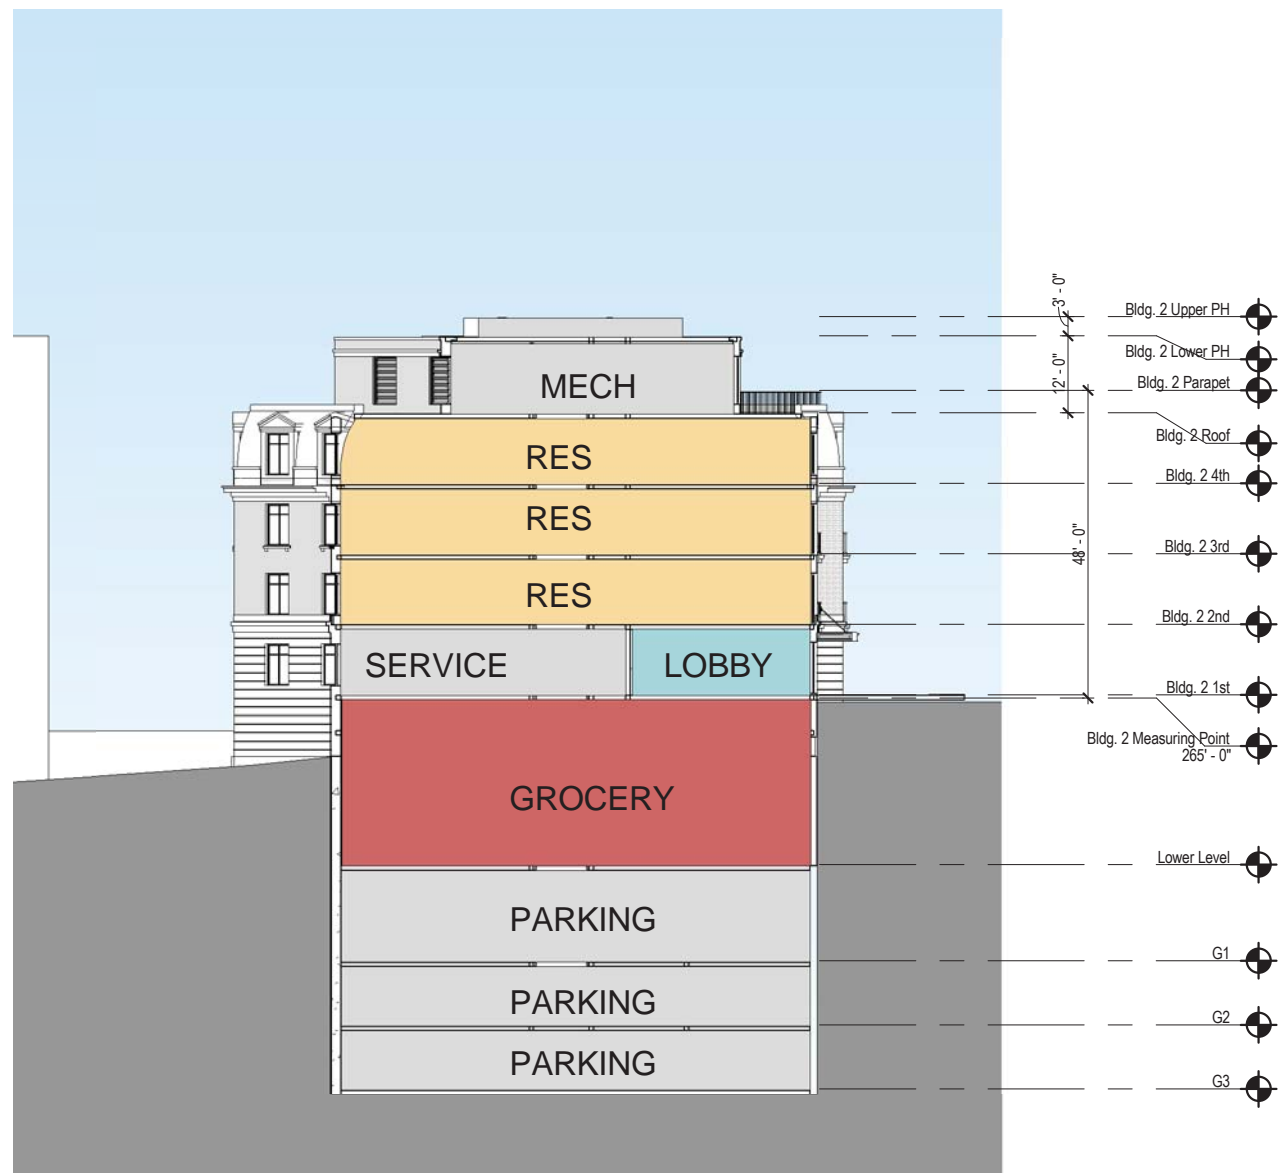 3' - 0"
Bldg. 2 Upper PH
12' - 0"
Bldg. 2 Lower PH
Bldg. 2 Parapet
MECH
Bldg. 2 Roof
RES
Bldg. 2 4th
RES
48' - 0"
Bldg. 2 3rd
RES
Bldg. 2 2nd
SERVICE
LOBBY
Bldg. 2 1st
Bldg. 2 Measuring Point
265' - 0"
GROCERY
Lower Level
PARKING
G1
PARKING
G2
PARKING
G3